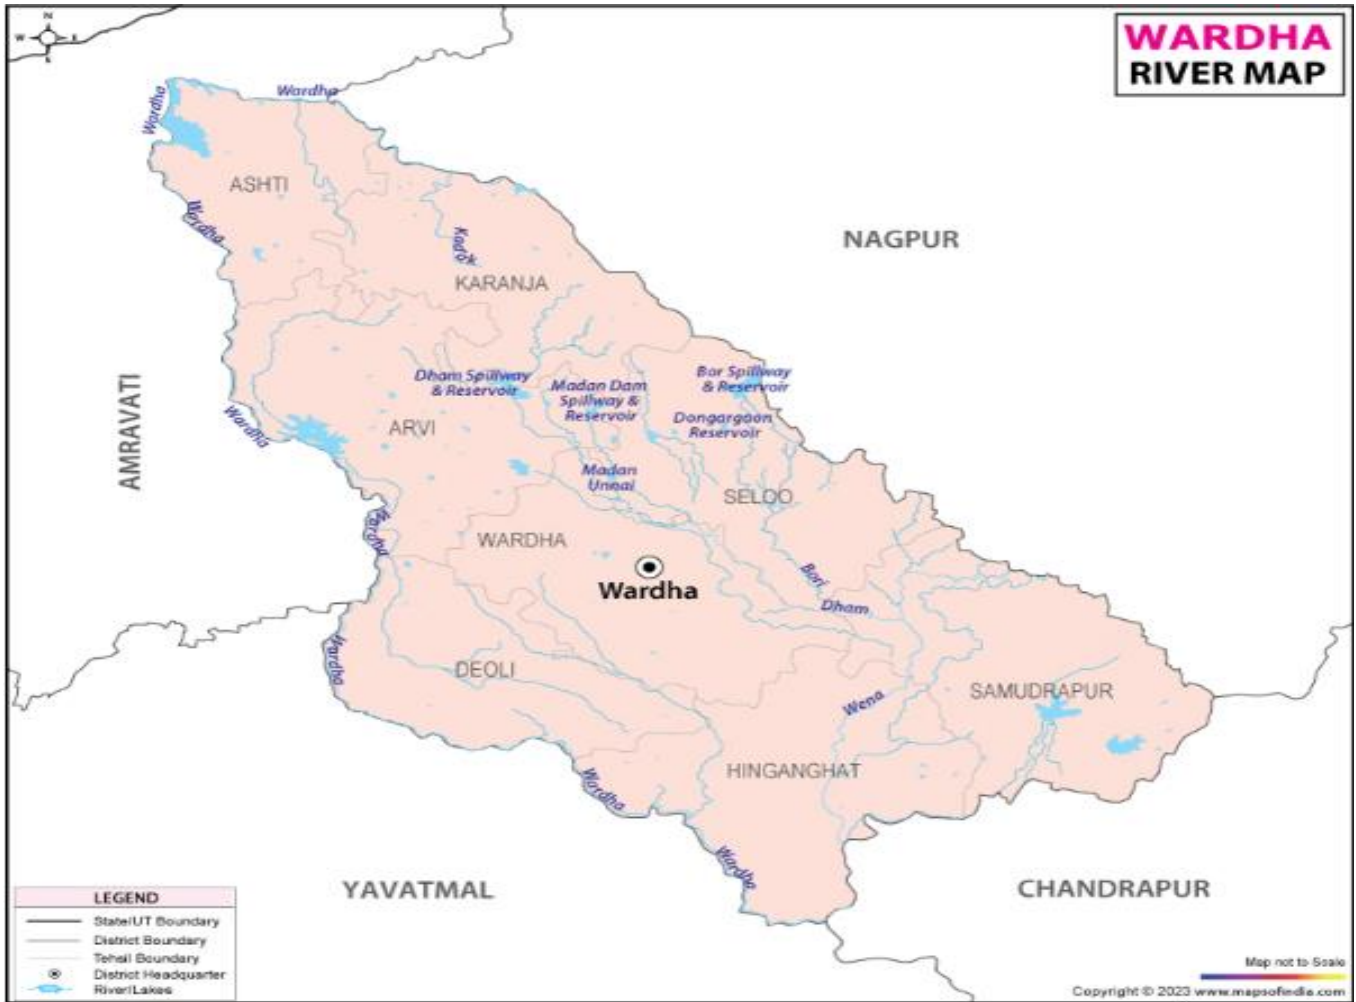 N
W E
S
WARDHA
RIVER MAP
Wardha
Wardha
ASHTI
Wardha
NAGPUR
Kadak
KARANJA
Dham Spillway
& Reservoir
Madan Dam
Spillway &
Reservoir
Bor Spillway
& Reservoir
Dongargaon
Reservoir
AMRAVATI
Wardha
ARVI
Madan
Unnai
SELOO
Wardha
WARDHA
Wardha
Bori
Dham
Wardha
DEOLI
Wena
SAMUDRAPUR
HINGANGHAT
Wardha
Wardha
YAVATMAL
CHANDRAPUR
LEGEND
State/UT Boundary
District Boundary
Tehsil Boundary
District Headquarter
River/Lakes
Map not to Scale
Copyright © 2023 www.mapsofindia.com